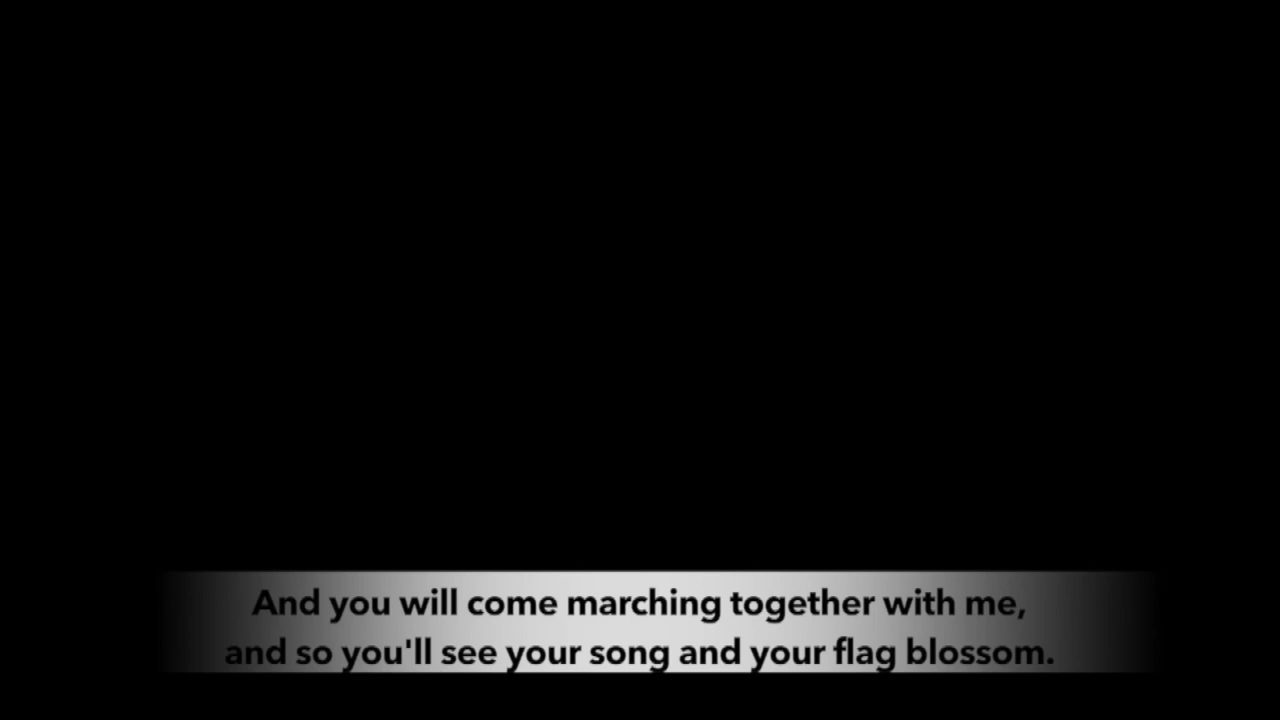 And you will come marching together with me,
and so you'll see your song and your flag blossom.